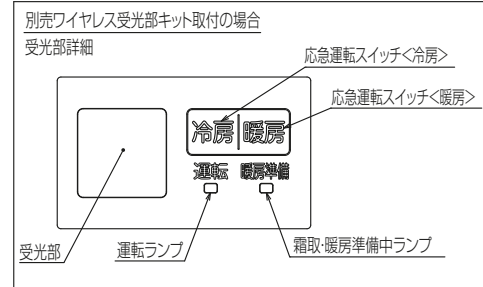 別売ワイヤレス受光部キット取付の場合
受光部詳細
応急運転スイッチ<冷房>
応急運転スイッチ<暖房>
冷房 暖房
運転 暖房準備
受光部
運転ランプ
霜取・暖房準備中ランプ